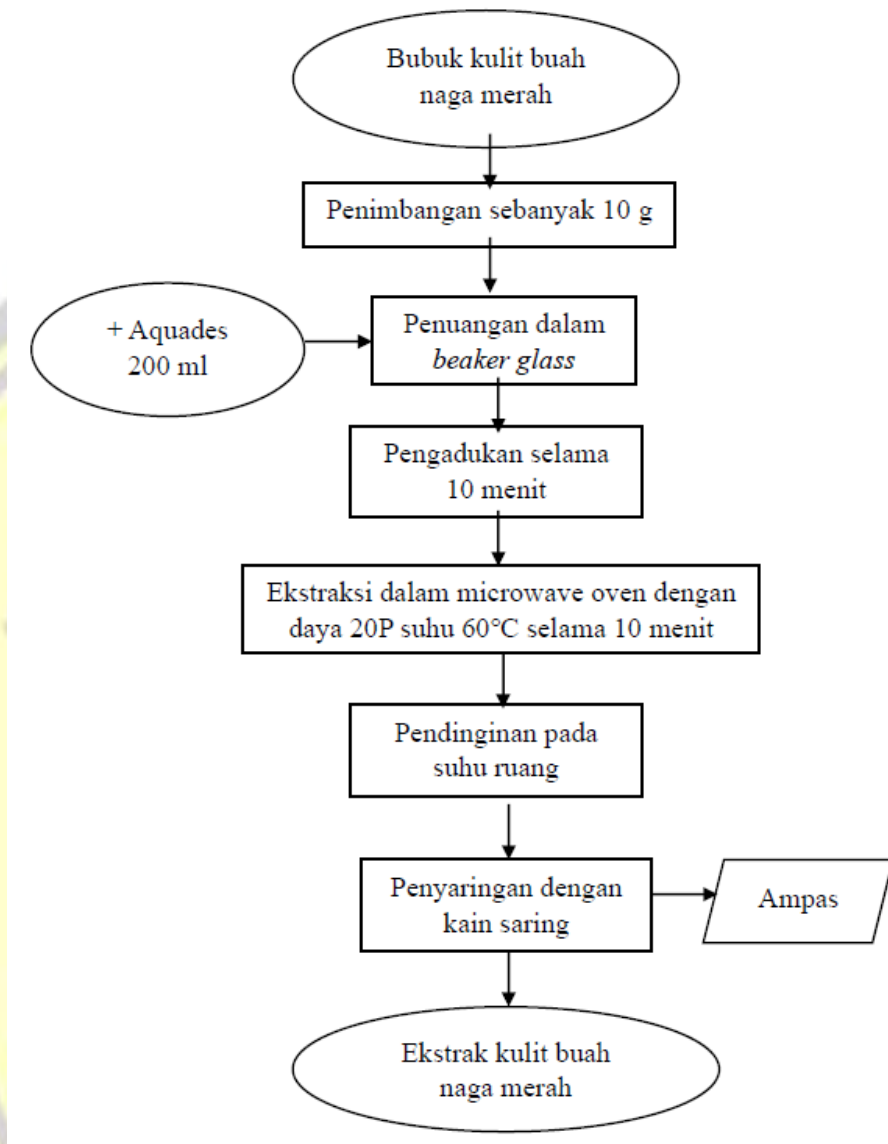 Bubuk kulit buah
naga merah
Penimbangan sebanyak 10 g
+ Aquades
200 ml
Penuangan dalam
beaker glass
Pengadukan selama
10 menit
Ekstraksi dalam microwave oven dengan
daya 20P suhu 60°C selama 10 menit
Pendinginan pada
suhu ruang
Penyaringan dengan
kain saring
Ampas
Ekstrak kulit buah
naga merah